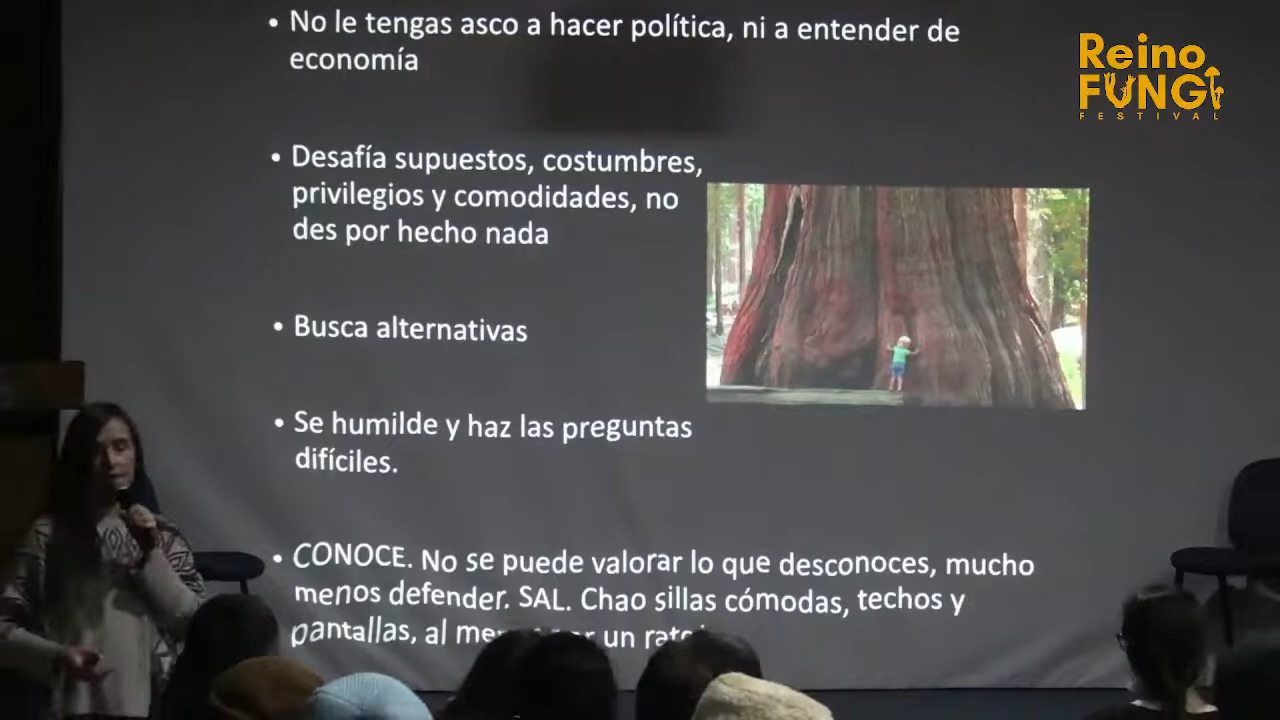 • No le tengas asco a hacer política, ni a entender de
economía
Reino
FUNGI
FESTIVAL
• Desafía supuestos, costumbres,
privilegios y comodidades, no
des por hecho nada
• Busca alternativas
• Se humilde y haz las preguntas
difíciles.
• CONOCE. No se puede valorar lo que desconoces, mucho
menos defender. SAL. Chao sillas cómodas, techos y
pantallas, al un